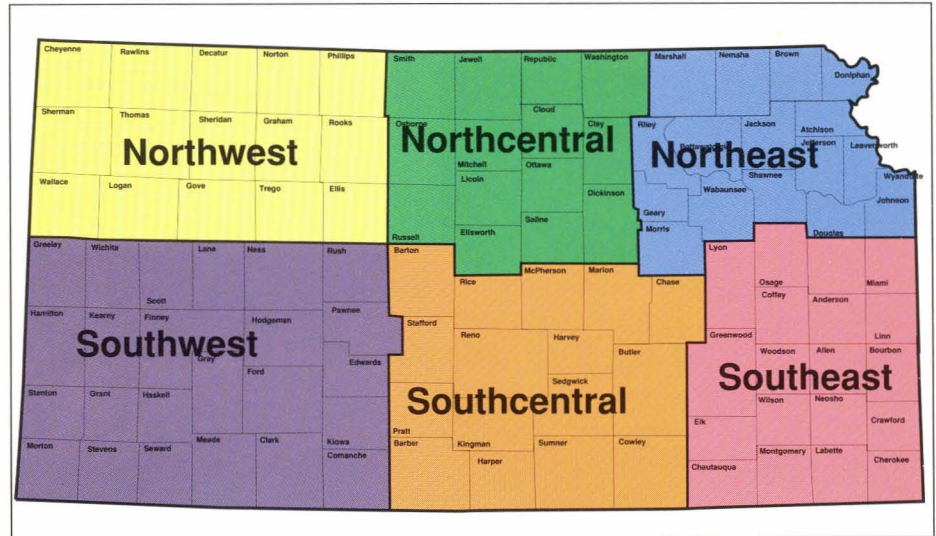 Cheyenne
Rawlins
Decatur
Norton
Phillips
Smith
Jewell
Republic
Washington
Marshall
Nemaha
Brown
Doniphan
Sherman
Thomas
Sheridan
Graham
Rooks
Osborne
Cloud
Clay
Riley
Pottawatomie
Jackson
Atchison
Jefferson
Leavenworth
Northwest
Northcentral
Northeast
Mitchell
Ottawa
Shawnee
Wyandotte
Wallace
Logan
Gove
Trego
Ellis
Licoln
Dickinson
Wabaunsee
Johnson
Russell
Ellsworth
Saline
Geary
Morris
Douglas
Greeley
Wichita
Lane
Ness
Rush
Barton
Rice
McPherson
Marion
Chase
Lyon
Osage
Miami
Scott
Coffey
Anderson
Hamilton
Kearny
Finney
Hodgeman
Pawnee
Stafford
Reno
Harvey
Greenwood
Linn
Southwest
Grey
Ford
Edwards
Butler
Woodson
Allen
Bourbon
Sedgwick
Southeast
Stanton
Grant
Haskell
Southcentral
Wilson
Neosho
Elk
Crawford
Morton
Stevens
Seward
Meade
Clark
Kiowa
Comanche
Pratt
Barber
Kingman
Harper
Sumner
Cowley
Chautauqua
Montgomery
Labette
Cherokee